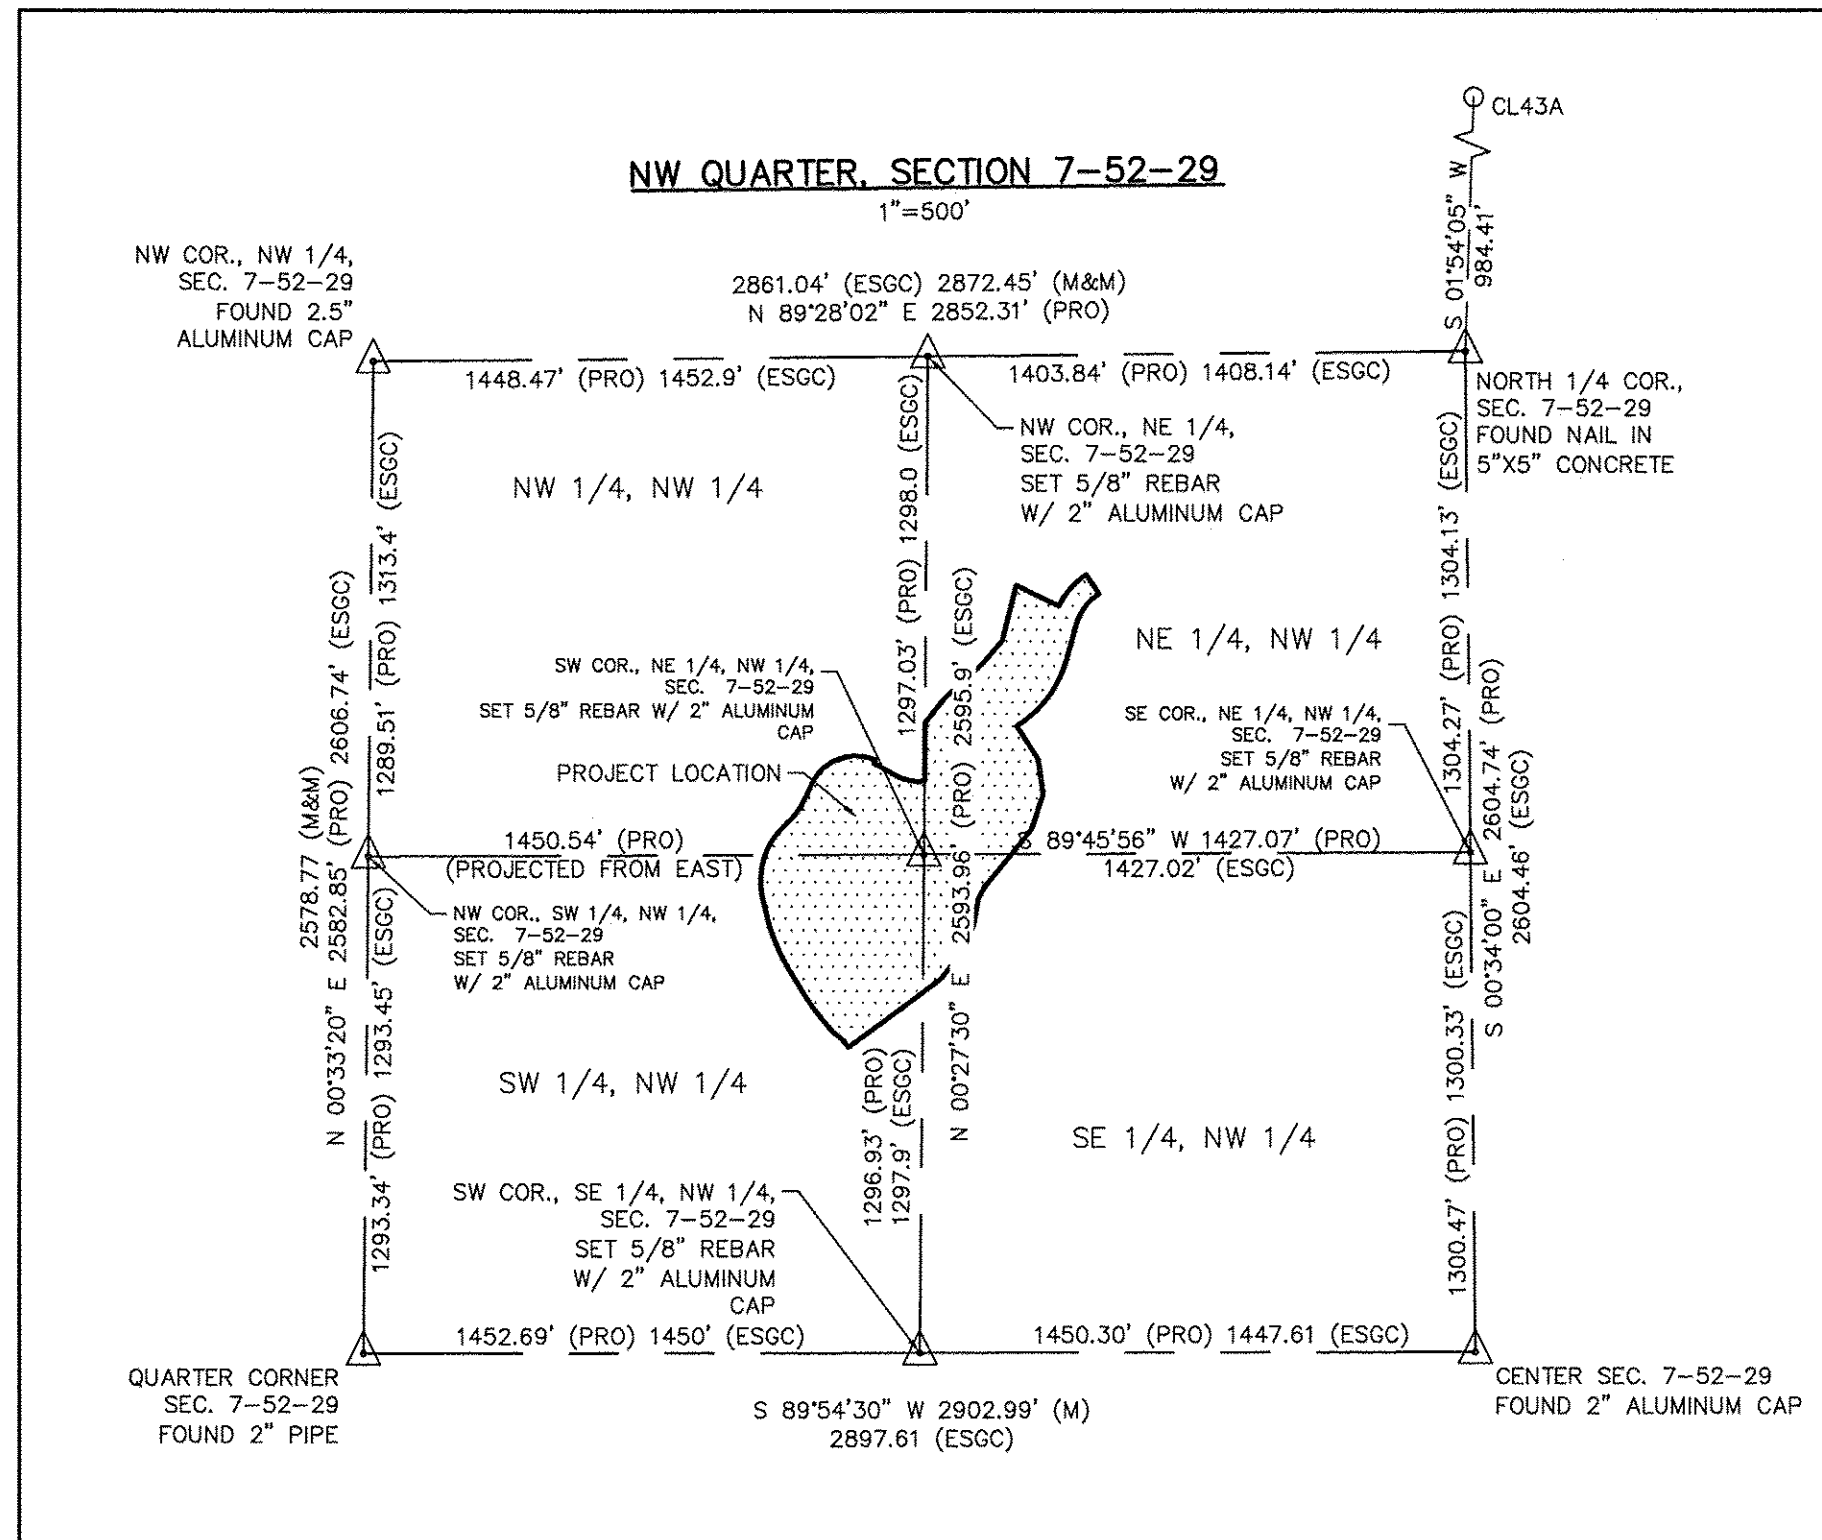 CL43A
NW QUARTER, SECTION 7-52-29
1"=500'
S 01°54'05" W
984.41'
NW COR., NW 1/4,
SEC. 7-52-29
FOUND 2.5"
ALUMINUM CAP
2861.04' (ESGC) 2872.45' (M&M)
N 89°28'02" E 2852.31' (PRO)
1448.47' (PRO) 1452.9' (ESGC)
1403.84' (PRO) 1408.14' (ESGC)
NORTH 1/4 COR.,
SEC. 7-52-29
FOUND NAIL IN
5"X5" CONCRETE
NW COR., NE 1/4,
SEC. 7-52-29
SET 5/8" REBAR
W/ 2" ALUMINUM CAP
NW 1/4, NW 1/4
1289.51' (PRO) 1313.4' (ESGC)
1297.03' (PRO) 1298.0 (ESGC)
1304.27' (PRO) 1304.13' (ESGC)
NE 1/4, NW 1/4
SW COR., NE 1/4, NW 1/4,
SEC. 7-52-29
SET 5/8" REBAR W/ 2" ALUMINUM
CAP
PROJECT LOCATION
SE COR., NE 1/4, NW 1/4,
SEC. 7-52-29
SET 5/8" REBAR
W/ 2" ALUMINUM CAP
2578.77 (M&M)
N 00°33'20" E 2582.85' (PRO) 2606.74' (ESGC)
N 00°27'30" E 2593.96' (PRO) 2595.9' (ESGC)
S 00°34'00" E 2604.74' (PRO)
2604.46' (ESGC)
1450.54' (PRO)
(PROJECTED FROM EAST)
S 89°45'56" W 1427.07' (PRO)
1427.02' (ESGC)
NW COR., SW 1/4, NW 1/4,
SEC. 7-52-29
SET 5/8" REBAR
W/ 2" ALUMINUM CAP
1293.34' (PRO) 1293.45' (ESGC)
SW 1/4, NW 1/4
1296.93' (PRO)
1297.9' (ESGC)
SE 1/4, NW 1/4
1300.47' (PRO) 1300.33' (ESGC)
SW COR., SE 1/4, NW 1/4,
SEC. 7-52-29
SET 5/8" REBAR
W/ 2" ALUMINUM
CAP
1452.69' (PRO) 1450' (ESGC)
1450.30' (PRO) 1447.61 (ESGC)
QUARTER CORNER
SEC. 7-52-29
FOUND 2" PIPE
S 89°54'30" W 2902.99' (M)
2897.61 (ESGC)
CENTER SEC. 7-52-29
FOUND 2" ALUMINUM CAP